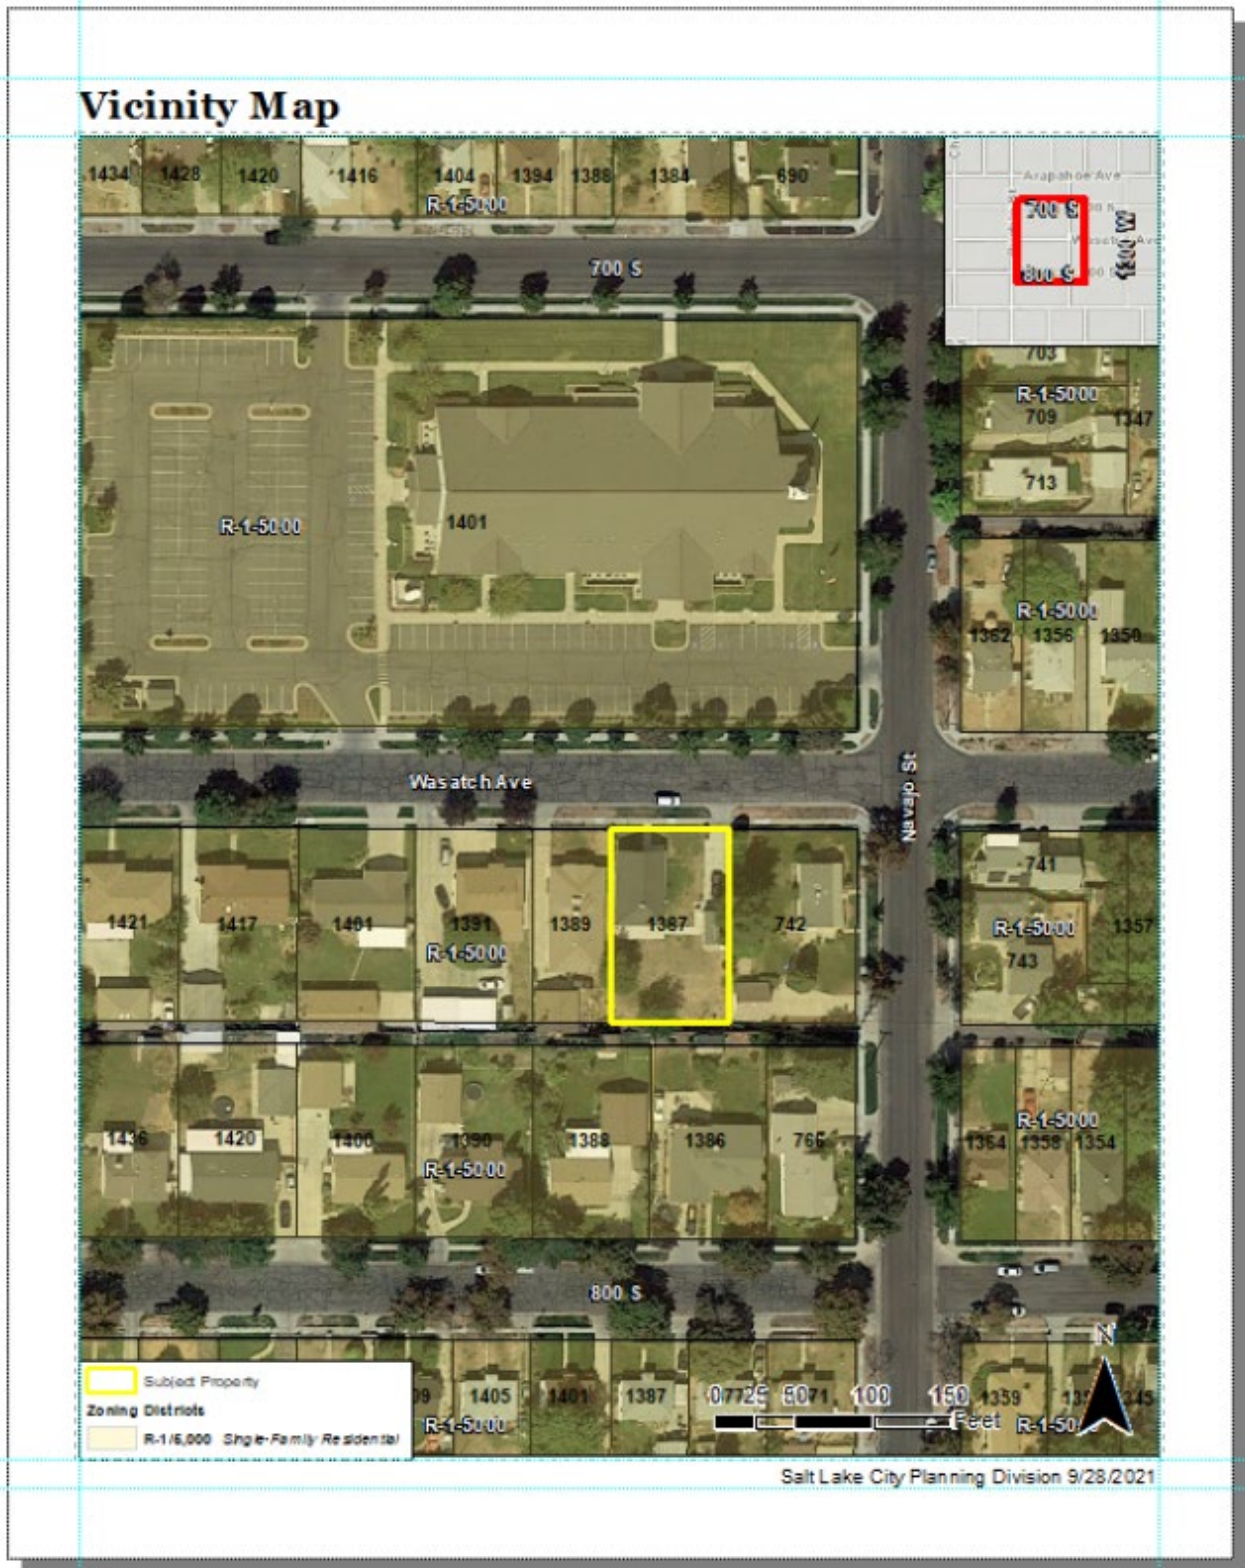 Vicinity Map
1434 1428 1420 1416 1404 1394 1388 1384 690
R-1-5000
Arapahoe Ave
700 S
Wasatch Ave
800 S
1300 W
700 S
703
R-1-5000
709 1347
713
1401
R-1-5000
R-1-5000
1362 1356 1350
Wasatch Ave
Navajo St
741
1421 1417 1401 1391 1389 1387 742
R-1-5000
R-1-5000
1357
743
R-1-5000
1436 1420 1400 1390 1388 1386 766
1364 1358 1354
R-1-5000
800 S
N
Subject Property
Zoning Districts
R-1/5,000 Single-Family Residential
1405 1401 1387
R-1-5000
0 25 50 100 150
Feet
1359
Salt Lake City Planning Division 9/28/2021